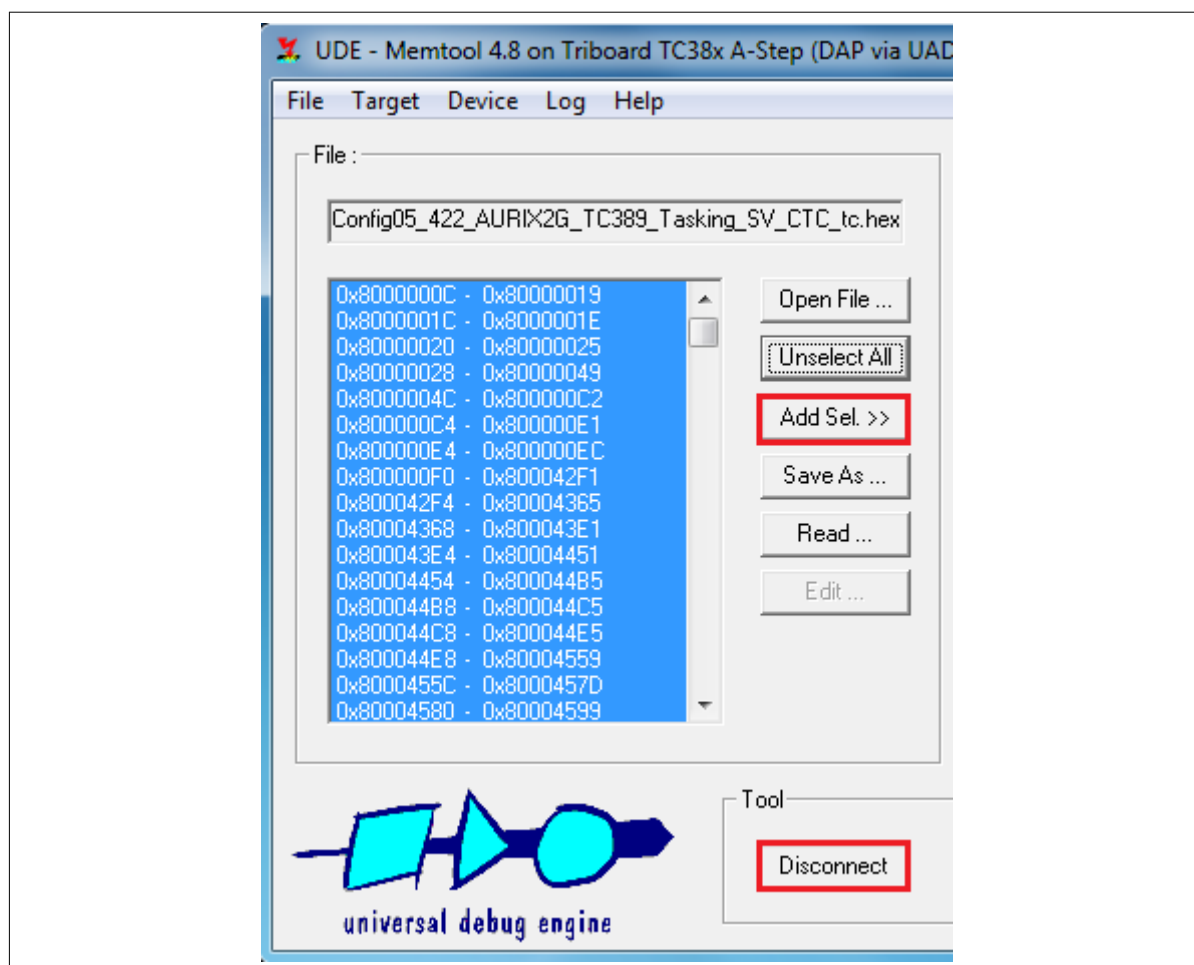 UDE - Memtool 4.8 on Triboard TC38x A-Step (DAP via UAD
File Target Device Log Help
File :
Config05_422_AURIX2G_TC389_Tasking_SV_CTC_tc.hex
0x8000000C - 0x80000019
0x8000001C - 0x8000001E
0x80000020 - 0x80000025
0x80000028 - 0x80000049
0x8000004C - 0x800000C2
0x800000C4 - 0x800000E1
0x800000E4 - 0x800000EC
0x800000F0 - 0x800042F1
0x800042F4 - 0x80004365
0x80004368 - 0x800043E1
0x800043E4 - 0x80004451
0x80004454 - 0x800044B5
0x800044B8 - 0x800044C5
0x800044C8 - 0x800044E5
0x800044E8 - 0x80004559
0x8000455C - 0x8000457D
0x80004580 - 0x80004599
Open File ...
Unselect All
Add Sel. >>
Save As ...
Read ...
Edit ...
universal debug engine
Tool
Disconnect